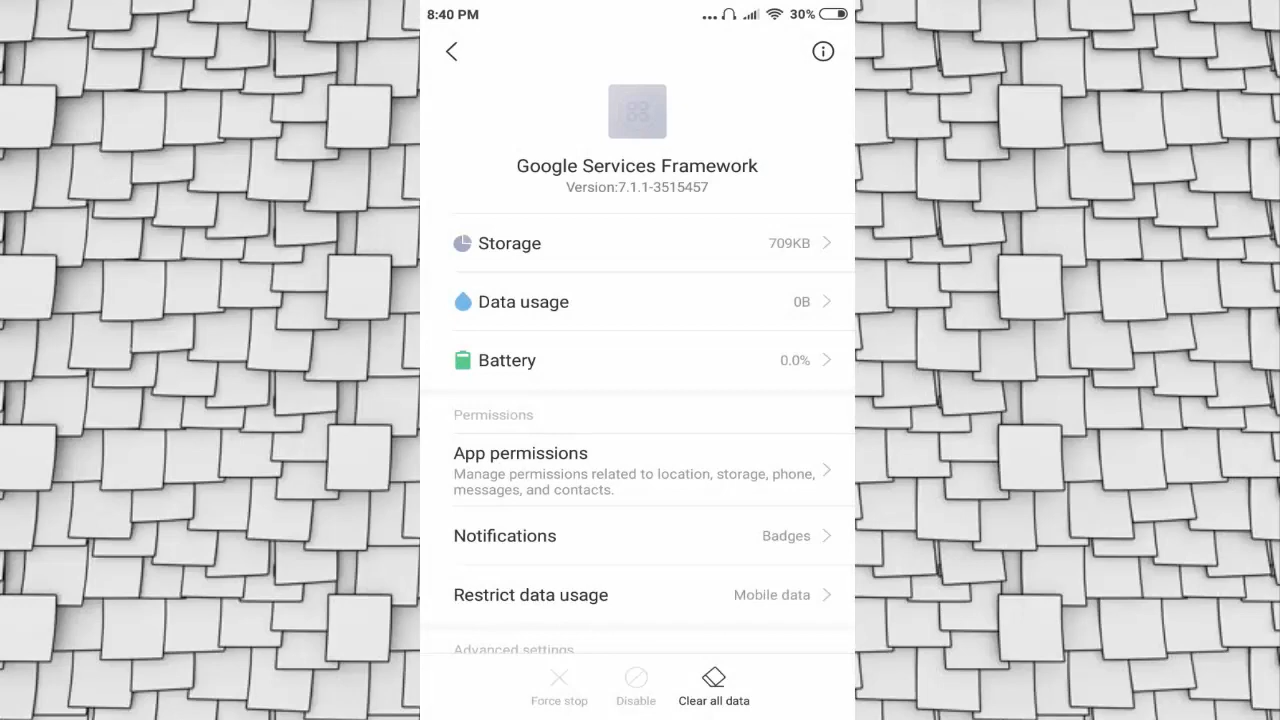 8:40 PM
30%
Google Services Framework
Version:7.1.1-3515457
Storage 709KB
Data usage 0B
Battery 0.0%
Permissions
App permissions
Manage permissions related to location, storage, phone,
messages, and contacts.
Notifications Badges
Restrict data usage Mobile data
Advanced settings
Force stop Disable Clear all data